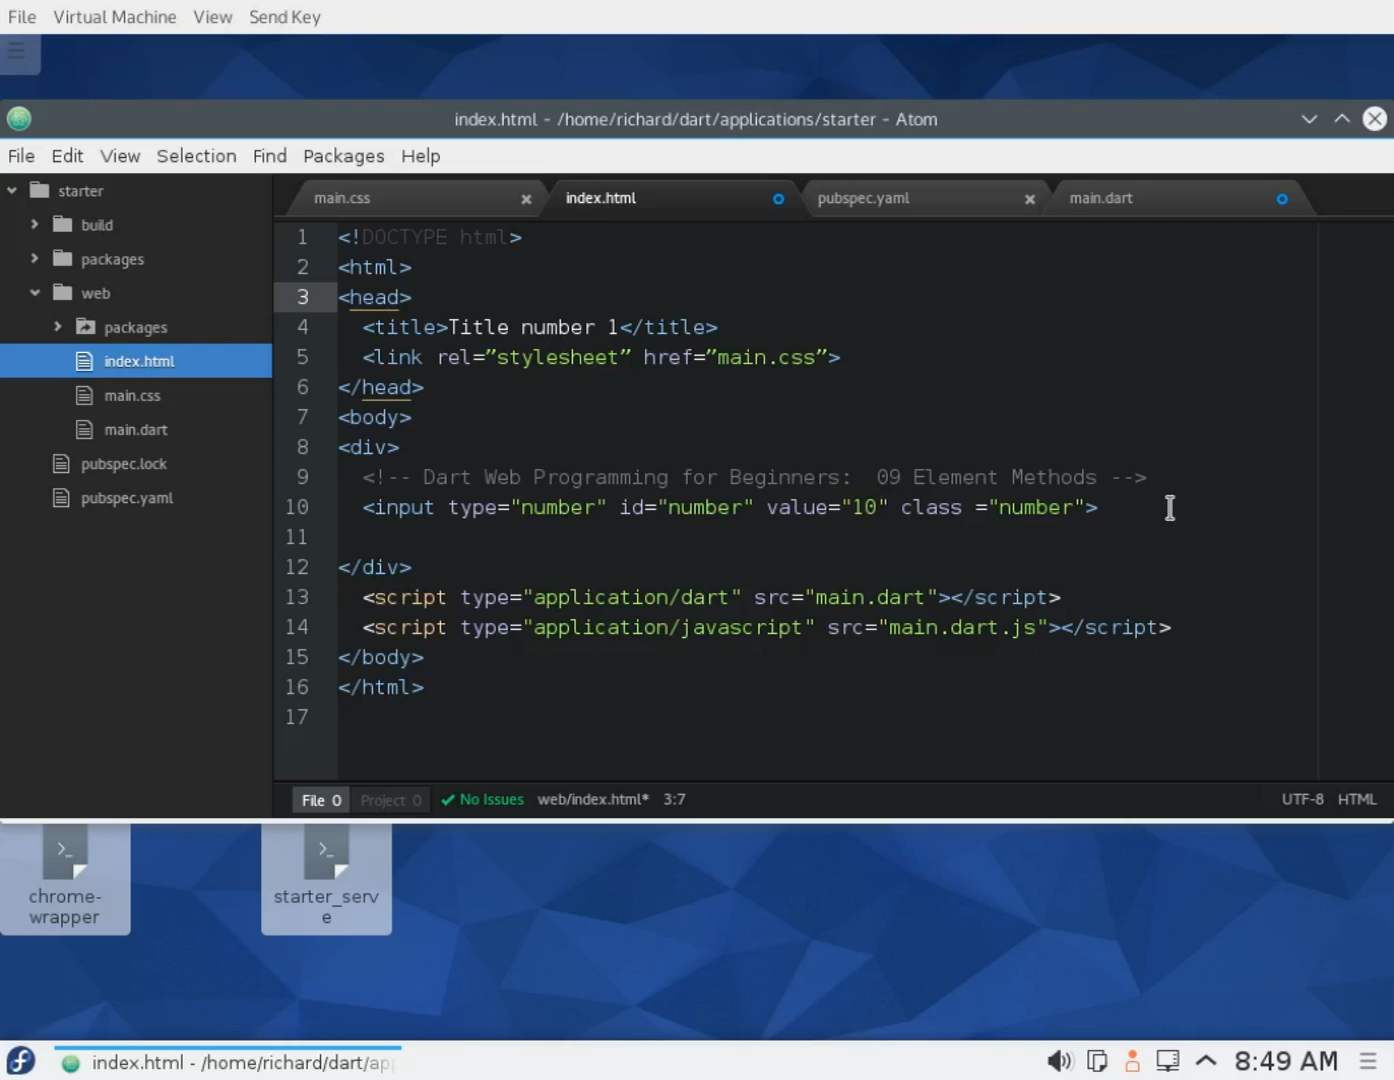 File Virtual Machine View Send Key
index.html - /home/richard/dart/applications/starter - Atom
File Edit View Selection Find Packages Help
starter
build
packages
web
packages
index.html
main.css
main.dart
pubspec.lock
pubspec.yaml
main.css index.html pubspec.yaml main.dart
1 <!DOCTYPE html>
2 <html>
3 <head>
4 <title>Title number 1</title>
5 <link rel=”stylesheet” href=”main.css”>
6 </head>
7 <body>
8 <div>
9 <!-- Dart Web Programming for Beginners:  09 Element Methods -->
10 <input type="number" id="number" value="10" class ="number">
11
12 </div>
13 <script type="application/dart" src="main.dart"></script>
14 <script type="application/javascript" src="main.dart.js"></script>
15 </body>
16 </html>
17
File 0 Project 0 No Issues web/index.html* 3:7 UTF-8 HTML
chrome-
wrapper
starter_serv
e
index.html - /home/richard/dart/ap
8:49 AM